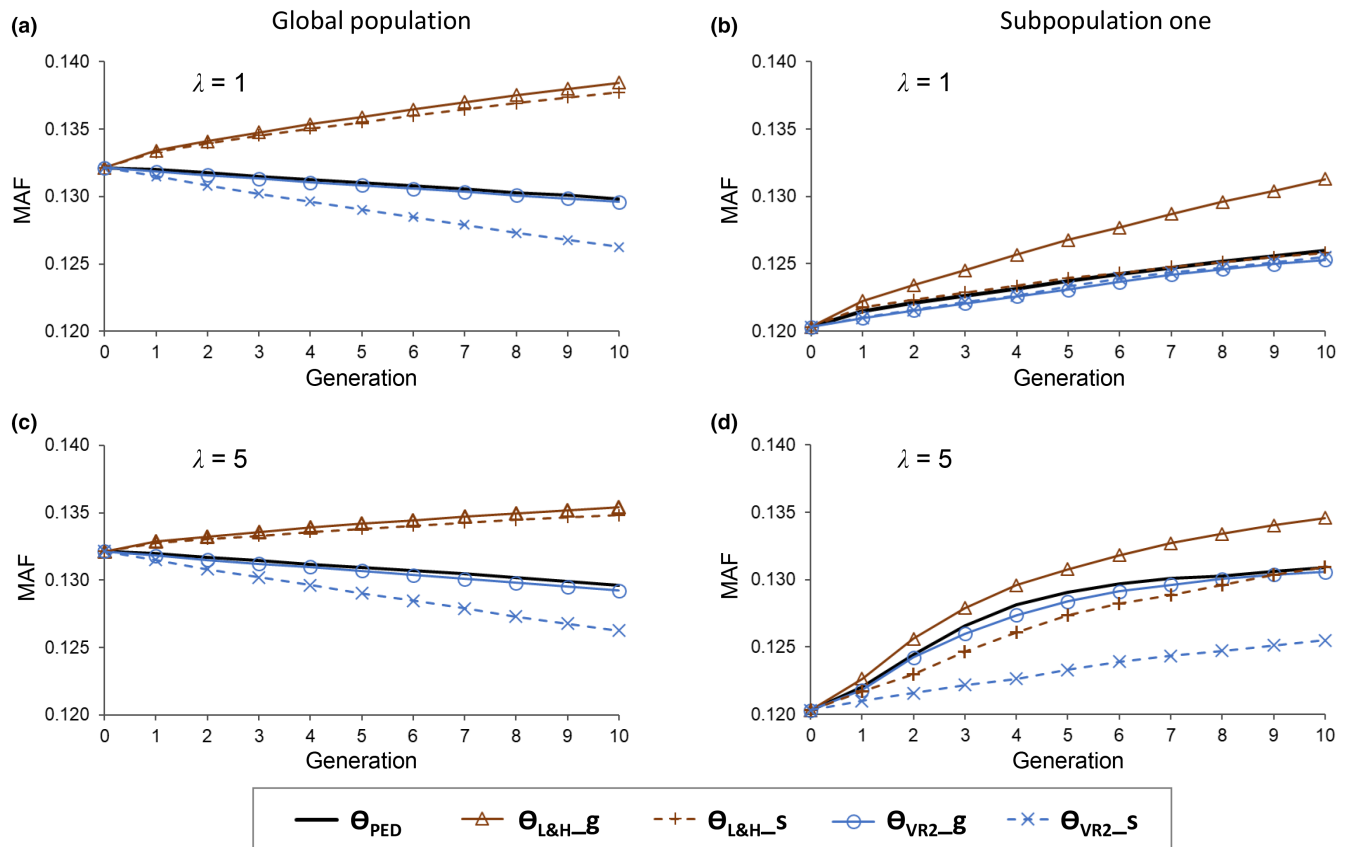 Global population
Subpopulation one
(a)
λ = 1
0.140
0.135
0.130
0.125
0.120
MAF
0 1 2 3 4 5 6 7 8 9 10
Generation
(b)
λ = 1
0.140
0.135
0.130
0.125
0.120
MAF
0 1 2 3 4 5 6 7 8 9 10
Generation
(c)
λ = 5
0.140
0.135
0.130
0.125
0.120
MAF
0 1 2 3 4 5 6 7 8 9 10
Generation
(d)
λ = 5
0.140
0.135
0.130
0.125
0.120
MAF
0 1 2 3 4 5 6 7 8 9 10
Generation
ϴPED ϴL&H_g ϴL&H_s ϴVR2_g ϴVR2_s